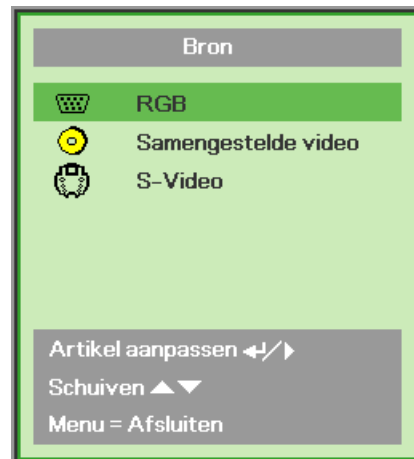 Bron
RGB
Samengestelde video
S-Video
Artikel aanpassen
Schuiven
Menu = Afsluiten